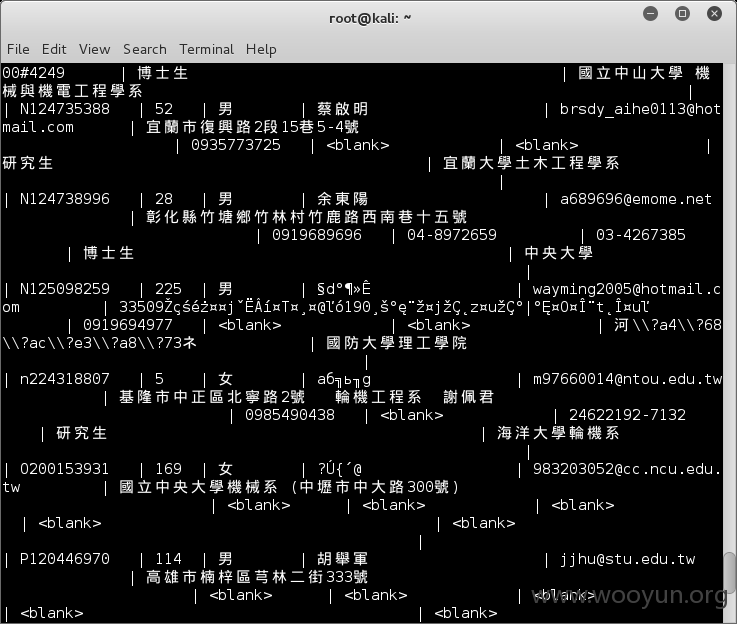 root@kali: ~
File Edit View Search Terminal Help
00#4249 | 博士生 | 國立中山大學 機
械與機電工程學系 |
| N124735388 | 52 | 男 | 蔡啟明 | brsdy_aihe0113@hot
mail.com | 宜蘭市復興路2段15巷5-4號
| 0935773725 | <blank> | <blank> |
研究生 | 宜蘭大學土木工程學系
|
| N124738996 | 28 | 男 | 余東陽 | a689696@emome.net
| 彰化縣竹塘鄉竹林村竹鹿路西南巷十五號
| 0919689696 | 04-8972659 | 03-4267385
| 博士生 | 中央大學
|
| N125098259 | 225 | 男 | | wayming2005@hotmail.c
om |
| 0919694977 | <blank> | <blank> | 河\\?a4\\?68
\\?ac\\?e3\\?a8\\?73ネ | 國防大學理工學院
|
| n224318807 | 5 | 女 | | m97660014@ntou.edu.tw
| 基隆市中正區北寧路2號 輪機工程系 謝佩君
| 0985490438 | <blank> | 24622192-7132
| 研究生 | 海洋大學輪機系
|
| O200153931 | 169 | 女 | ?Ú{´@ | 983203052@cc.ncu.edu.
tw | 國立中央大學機械系 (中壢市中大路300號)
| <blank> | <blank> | <blank>
| <blank> | <blank>
|
| P120446970 | 114 | 男 | 胡舉軍 | jjhu@stu.edu.tw
| 高雄市楠梓區芎林二街333號
| <blank> | <blank> | <blank>
| <blank> | <blank>
www.wooyun.org